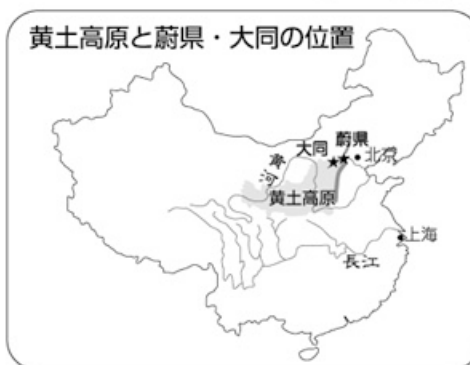 黄土高原と蔚県・大同の位置
蔚県
大同
北京
黄河
黄土高原
上海
長江